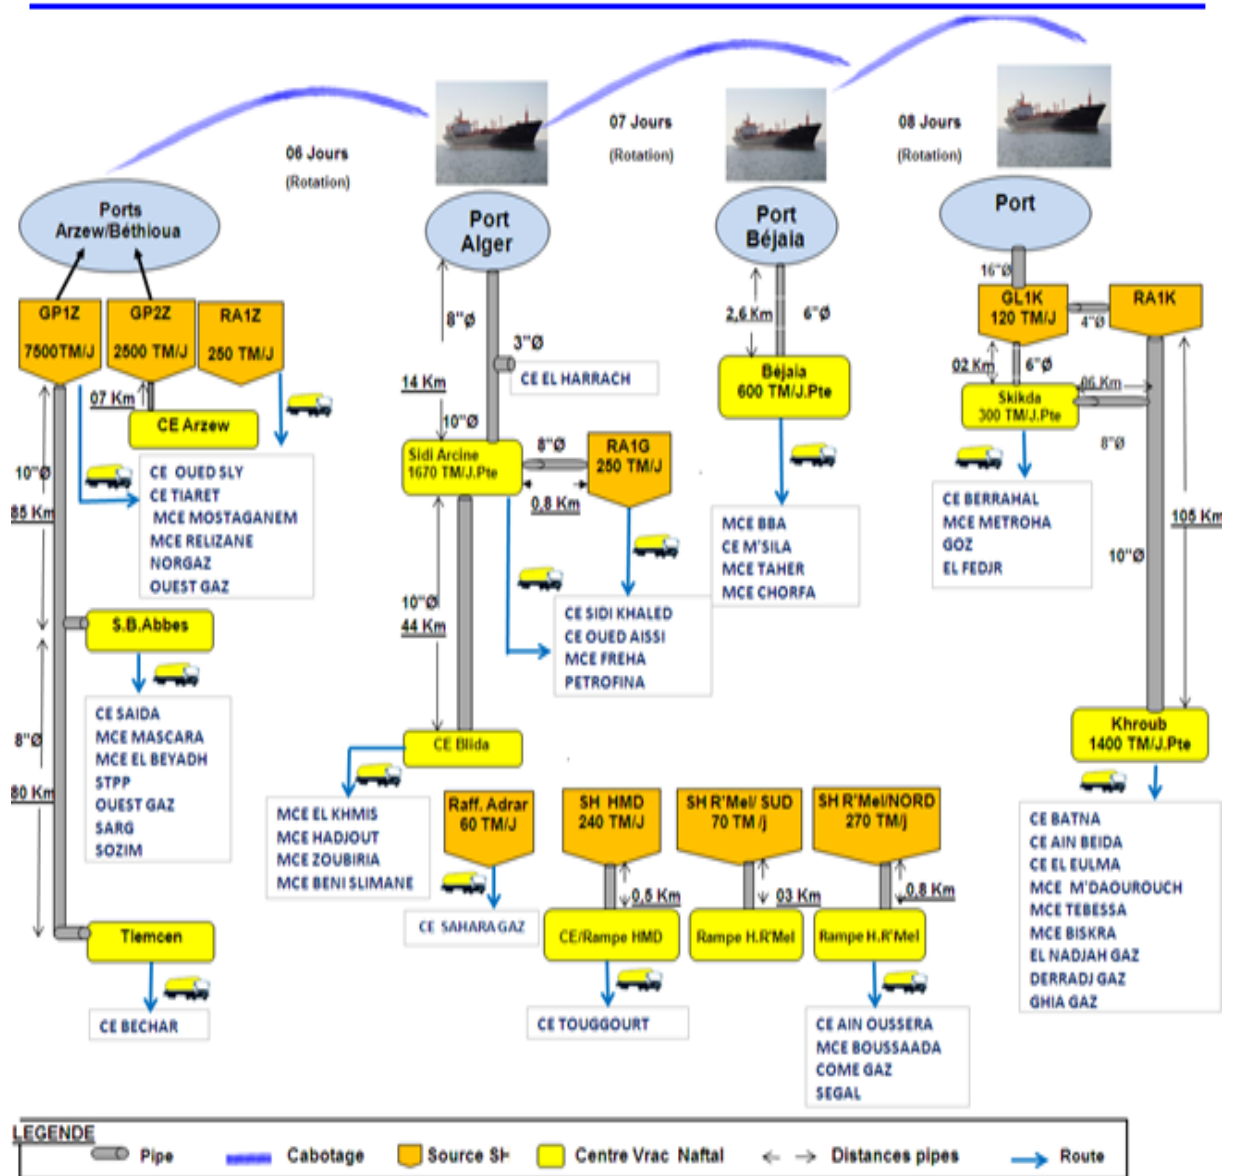 06 Jours
(Rotation)
07 Jours
(Rotation)
08 Jours
(Rotation)
Ports
Arzew/Béthioua
Port
Alger
Port
Béjaia
Port
GP1Z
7500TM/J
GP2Z
2500 TM/J
RA1Z
250 TM/J
07 Km
CE Arzew
10"Ø
85 Km
CE OUED SLY
CE TIARET
MCE MOSTAGANEM
MCE RELIZANE
NORGAZ
OUEST GAZ
S.B.Abbes
8"Ø
80 Km
CE SAIDA
MCE MASCARA
MCE EL BEYADH
STPP
OUEST GAZ
SARG
SOZIM
Tlemcen
CE BECHAR
8"Ø
3"Ø
CE EL HARRACH
14 Km
10"Ø
Sidi Arcine
1670 TM/J.Pte
8"Ø
0,8 Km
RA1G
250 TM/J
10"Ø
44 Km
CE SIDI KHALED
CE OUED AISSI
MCE FREHA
PETROFINA
CE Blida
MCE EL KHMIS
MCE HADJOUT
MCE ZOUBIRIA
MCE BENI SLIMANE
2,6 Km
6"Ø
Béjaia
600 TM/J.Pte
MCE BBA
CE M'SILA
MCE TAHER
MCE CHORFA
16"Ø
GL1K
120 TM/J
4"Ø
RA1K
02 Km
6"Ø
06 Km
Skikda
300 TM/J.Pte
8"Ø
CE BERRAHAL
MCE METROHA
GOZ
EL FEDJR
105 Km
10"Ø
Khroub
1400 TM/J.Pte
CE BATNA
CE AIN BEIDA
CE EL EULMA
MCE M'DAOUROUCH
MCE TEBESSA
MCE BISKRA
EL NADJAH GAZ
DERRADJ GAZ
GHIA GAZ
Raff. Adrar
60 TM/J
CE SAHARA GAZ
SH HMD
240 TM/J
0,5 Km
CE/Rampe HMD
CE TOUGGOURT
SH R'Mel/ SUD
70 TM /j
03 Km
Rampe H.R'Mel
SH R'Mel/NORD
270 TM/j
0,8 Km
Rampe H.R'Mel
CE AIN OUSSERA
MCE BOUSSAADA
COME GAZ
SEGAL
LEGENDE
Pipe
Cabotage
Source SH
Centre Vrac Naftal
Distances pipes
Route